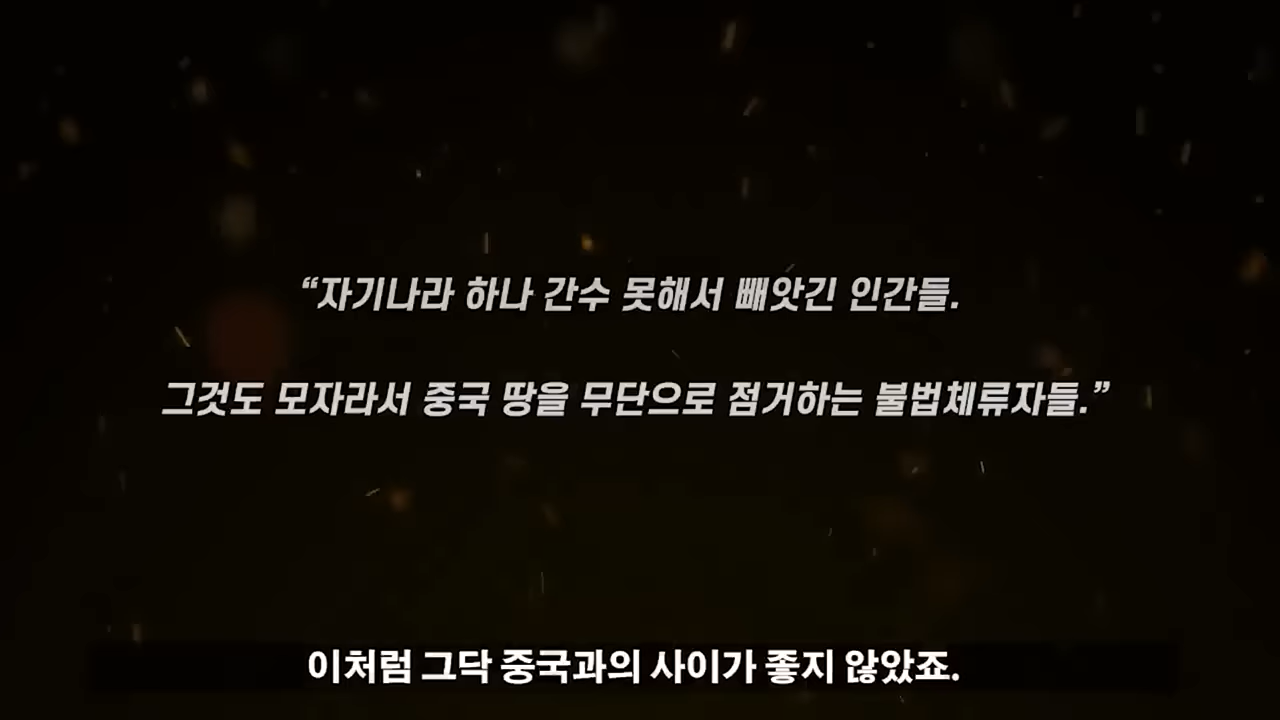 “자기나라 하나 간수 못해서 빼앗긴 인간들.
그것도 모자라서 중국 땅을 무단으로 점거하는 불법체류자들.”
이처럼 그닥 중국과의 사이가 좋지 않았죠.